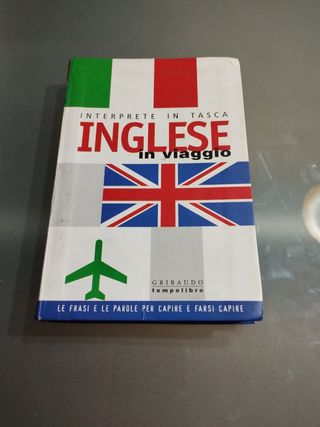 INTERPRETE IN TASCA
INGLESE
in viaggio
GRIBAUDO
tempolibro
LE FRASI E LE PAROLE PER CAPIRE E FARSI CAPIRE